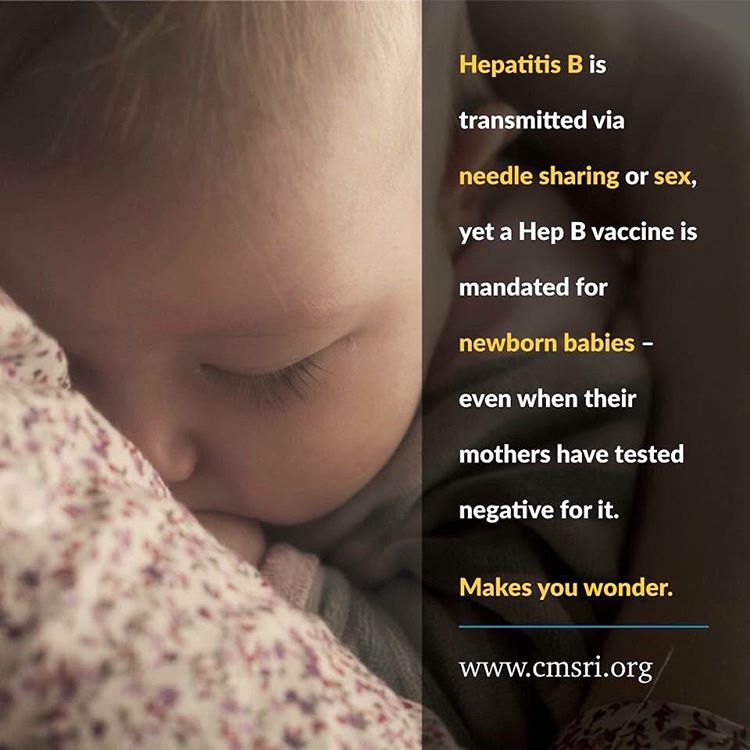 Hepatitis B is
transmitted via
needle sharing or sex,
yet a Hep B vaccine is
mandated for
newborn babies –
even when their
mothers have tested
negative for it.
Makes you wonder.
www.cmsri.org